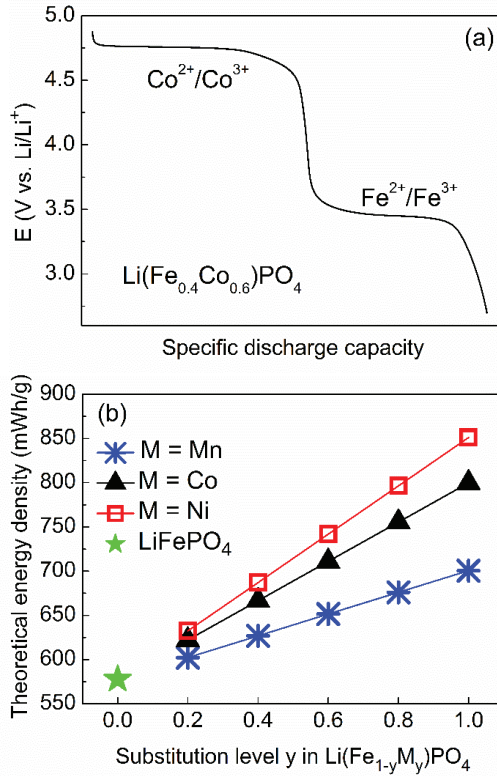 (a)
5.0
4.5
4.0
3.5
3.0
E (V vs. Li/Li⁺)
Co²⁺/Co³⁺
Fe²⁺/Fe³⁺
Li(Fe₀.₄Co₀.₆)PO₄
Specific discharge capacity
(b)
900
850
800
750
700
650
600
550
Theoretical energy density (mWh/g)
M = Mn
M = Co
M = Ni
LiFePO₄
0.0 0.2 0.4 0.6 0.8 1.0
Substitution level y in Li(Fe₁₋yMy)PO₄